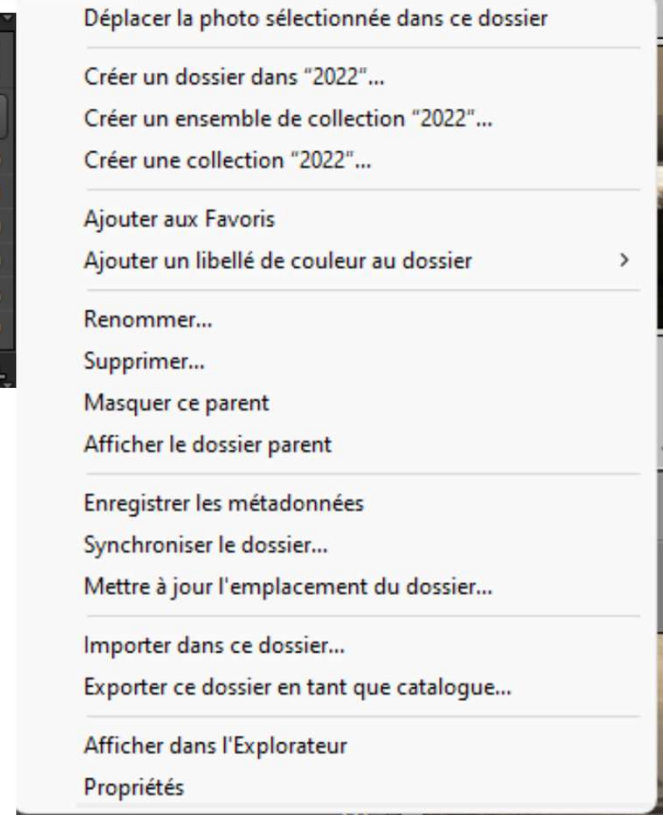 Déplacer la photo sélectionnée dans ce dossier
Créer un dossier dans “2022”...
Créer un ensemble de collection “2022”...
Créer une collection “2022”...
Ajouter aux Favoris
Ajouter un libellé de couleur au dossier
Renommer...
Supprimer...
Masquer ce parent
Afficher le dossier parent
Enregistrer les métadonnées
Synchroniser le dossier...
Mettre à jour l'emplacement du dossier...
Importer dans ce dossier...
Exporter ce dossier en tant que catalogue...
Afficher dans l'Explorateur
Propriétés